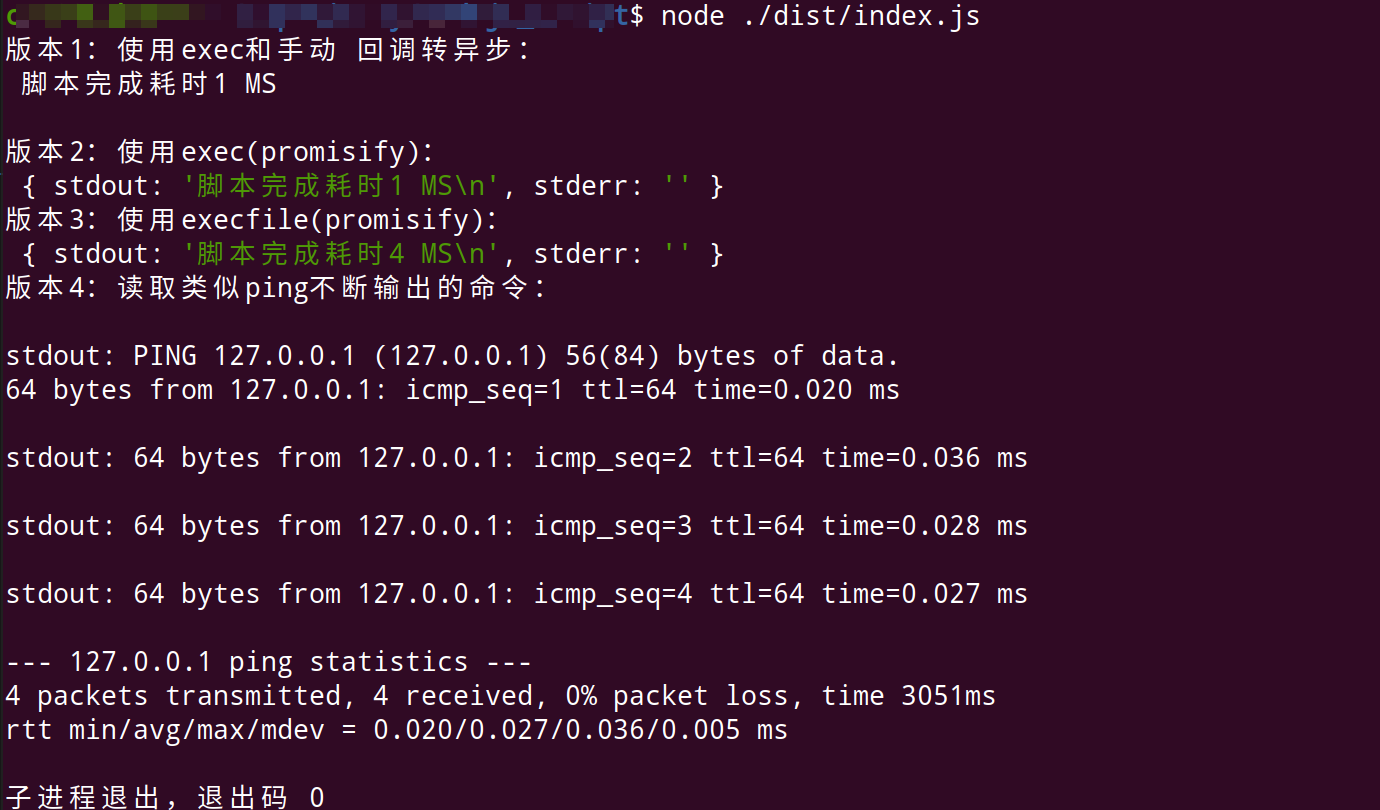 $ node ./dist/index.js
版本1: 使用exec和手动 回调转异步:
脚本完成耗时1 MS
版本2: 使用exec(promisify):
{ stdout: '脚本完成耗时1 MS\n', stderr: '' }
版本3: 使用execfile(promisify):
{ stdout: '脚本完成耗时4 MS\n', stderr: '' }
版本4: 读取类似ping不断输出的命令:
stdout: PING 127.0.0.1 (127.0.0.1) 56(84) bytes of data.
64 bytes from 127.0.0.1: icmp_seq=1 ttl=64 time=0.020 ms
stdout: 64 bytes from 127.0.0.1: icmp_seq=2 ttl=64 time=0.036 ms
stdout: 64 bytes from 127.0.0.1: icmp_seq=3 ttl=64 time=0.028 ms
stdout: 64 bytes from 127.0.0.1: icmp_seq=4 ttl=64 time=0.027 ms
--- 127.0.0.1 ping statistics ---
4 packets transmitted, 4 received, 0% packet loss, time 3051ms
rtt min/avg/max/mdev = 0.020/0.027/0.036/0.005 ms
子进程退出，退出码 0